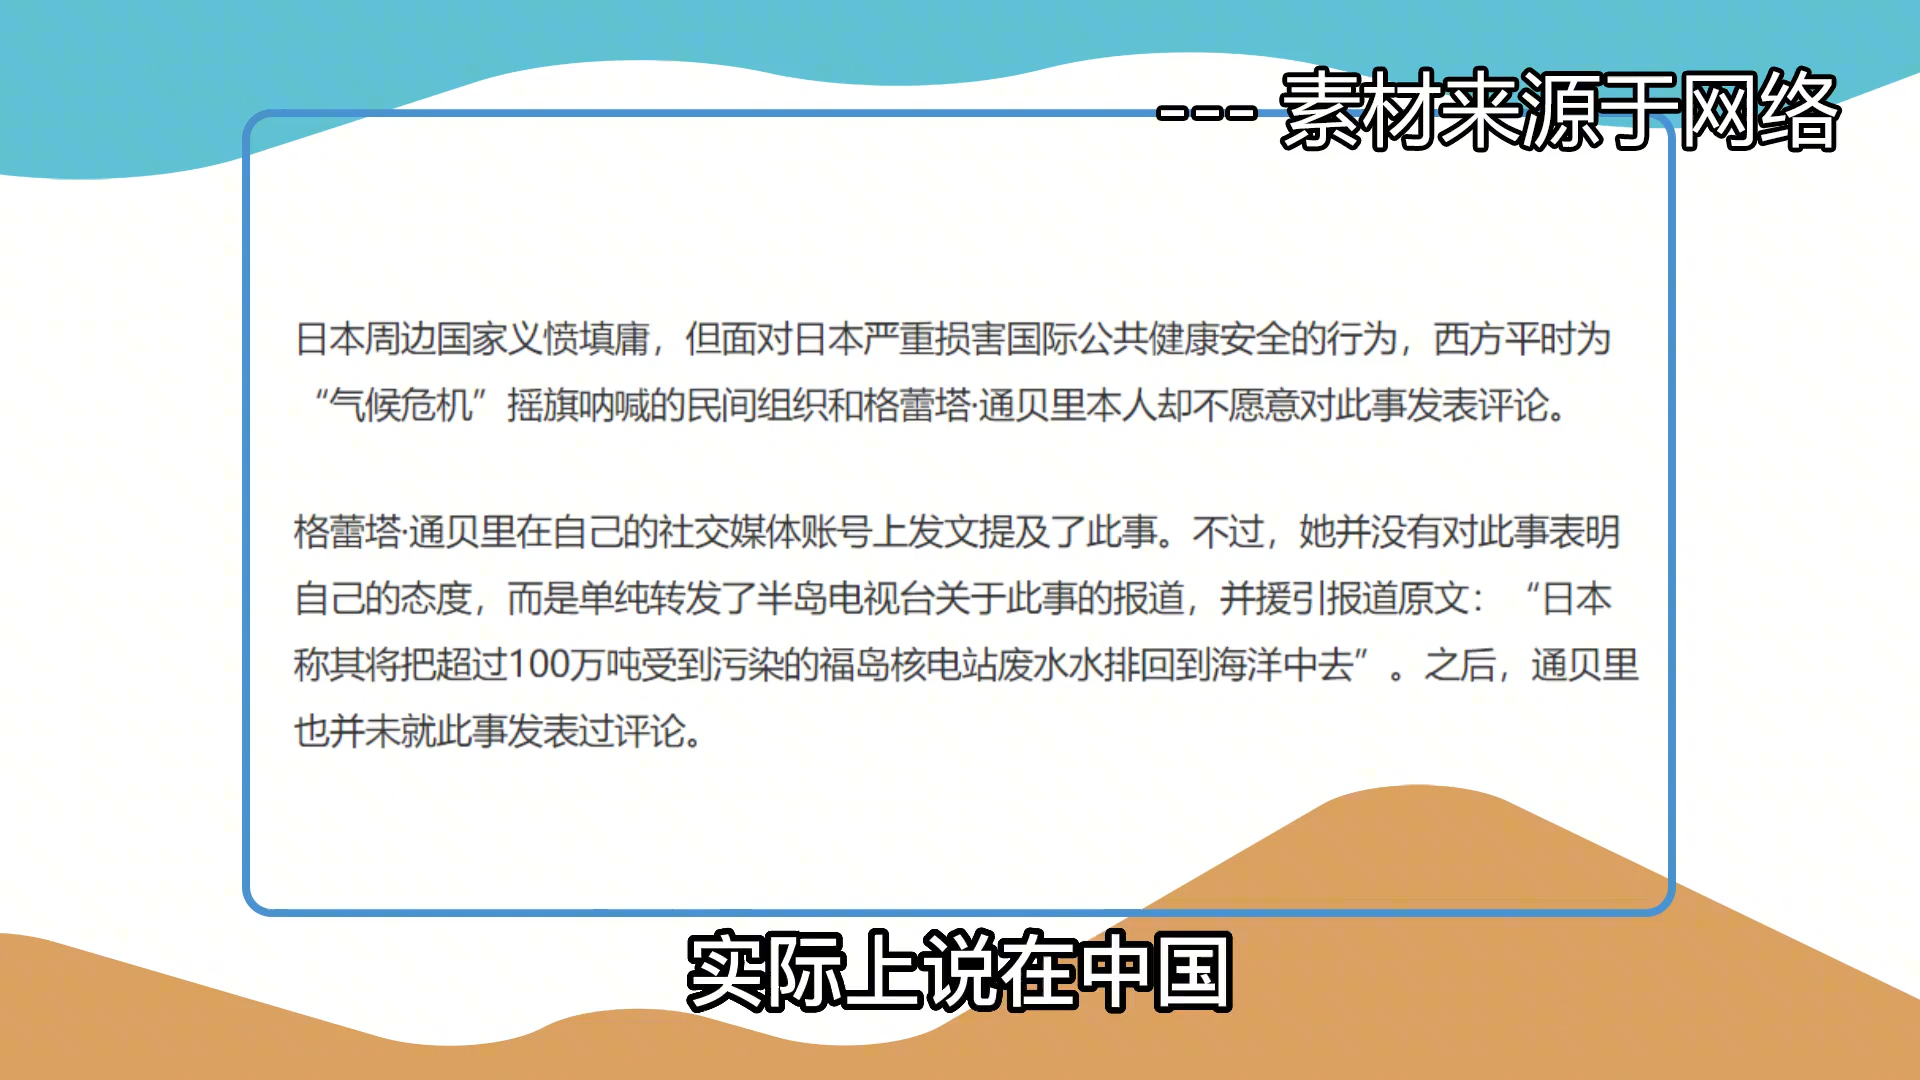 --- 素材来源于网络
日本周边国家义愤填庸，但面对日本严重损害国际公共健康安全的行为，西方平时为
“气候危机”摇旗呐喊的民间组织和格蕾塔·通贝里本人却不愿意对此事发表评论。
格蕾塔·通贝里在自己的社交媒体账号上发文提及了此事。不过，她并没有对此事表明
自己的态度，而是单纯转发了半岛电视台关于此事的报道，并援引报道原文：“日本
称其将把超过100万吨受到污染的福岛核电站废水水排回到海洋中去”。之后，通贝里
也并未就此事发表过评论。
实际上说在中国